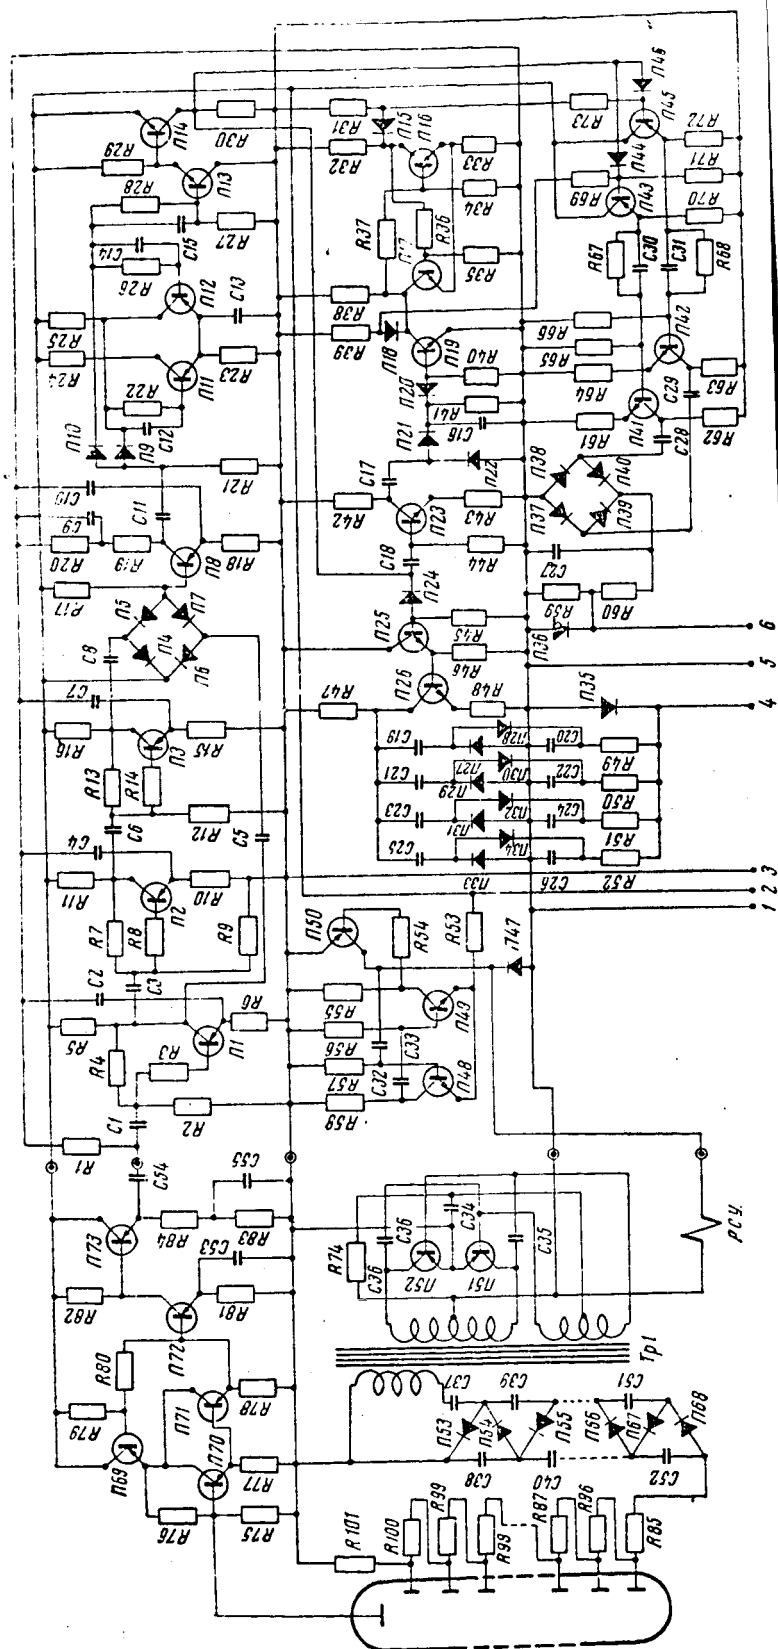 R29
П14
R30
R28
П13
R27
C14
C15
R26
П12
C13
R25
R24
П11
R23
R22
C12
П10
П9
R21
C10
C9
C11
R20
R19
П8
R18
R17
П5
П7
П4
П6
C8
C7
R16
П3
R15
R13
R14
C6
R12
C5
C4
R11
П2
R10
R7
R8
R9
C3
C2
R5
R6
П1
R4
R3
C1
R2
R1
C54
C55
П73
R84
R83
C53
R82
R81
П72
R80
R79
П71
R78
П69
П70
R77
R76
R75
R31
П15
R32
П16
R33
R34
R37
R36
R35
R38
R39
П18
П19
R40
П20
R41
П21
C16
C17
П22
R42
П23
R43
C18
R44
П24
П25
R45
R46
П26
R47
R48
П35
C19
П28
C20
R49
C21
П27
П30
C22
R50
П29
C23
П32
C24
R51
П31
C25
П34
C26
R52
П33
П46
П45
R73
R72
П44
R71
R69
П43
R70
R67
C30
C31
R68
R66
П42
R65
R64
C29
R63
П41
R61
C28
R62
П38
П40
П37
П39
C27
R59
R60
П36
6
5
4
3
2
1
П50
R54
R53
П47
R55
П49
R56
C33
C32
R57
П48
R58
C36
C34
C35
R74
C36
П52
П51
РСУ.
Тр1
C37
C39
C51
П53
П54
П55
П66
П67
П68
C38
C40
C52
R101
R100
R99
R98
R87
R96
R85